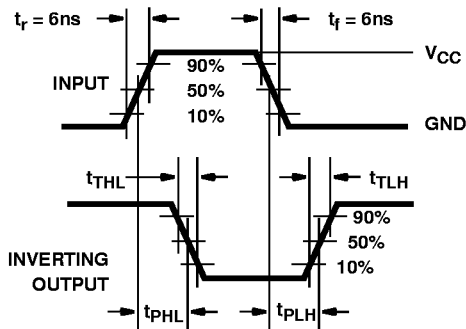 tr = 6ns
tf = 6ns
VCC
INPUT
90%
50%
10%
GND
tTHL
tTLH
90%
50%
10%
INVERTING
OUTPUT
tPHL
tPLH